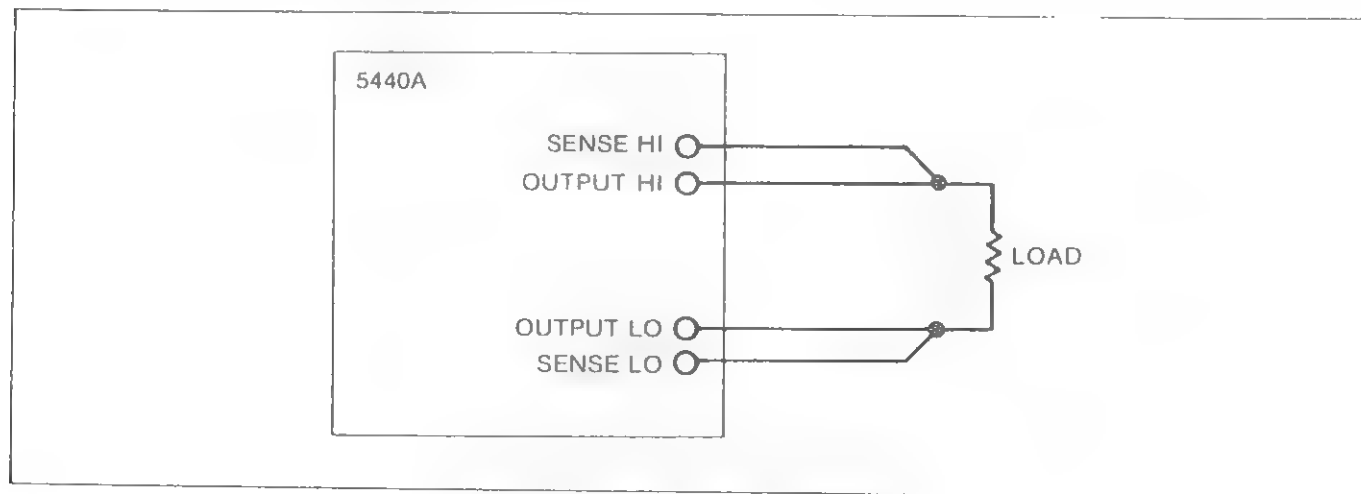 5440A
SENSE HI
OUTPUT HI
LOAD
OUTPUT LO
SENSE LO